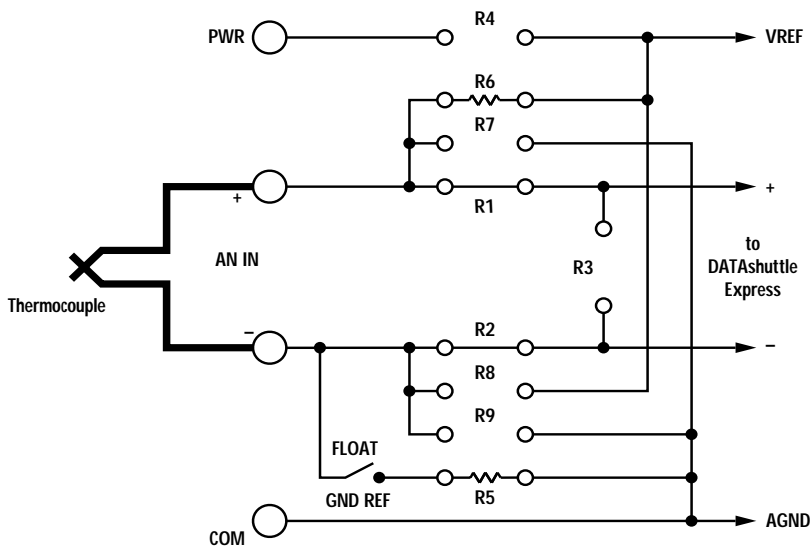 PWR
R4
VREF
R6
R7
+
R1
+
AN IN
to
DATAshuttle
Express
R3
Thermocouple
−
R2
−
R8
R9
FLOAT
GND REF
R5
COM
AGND